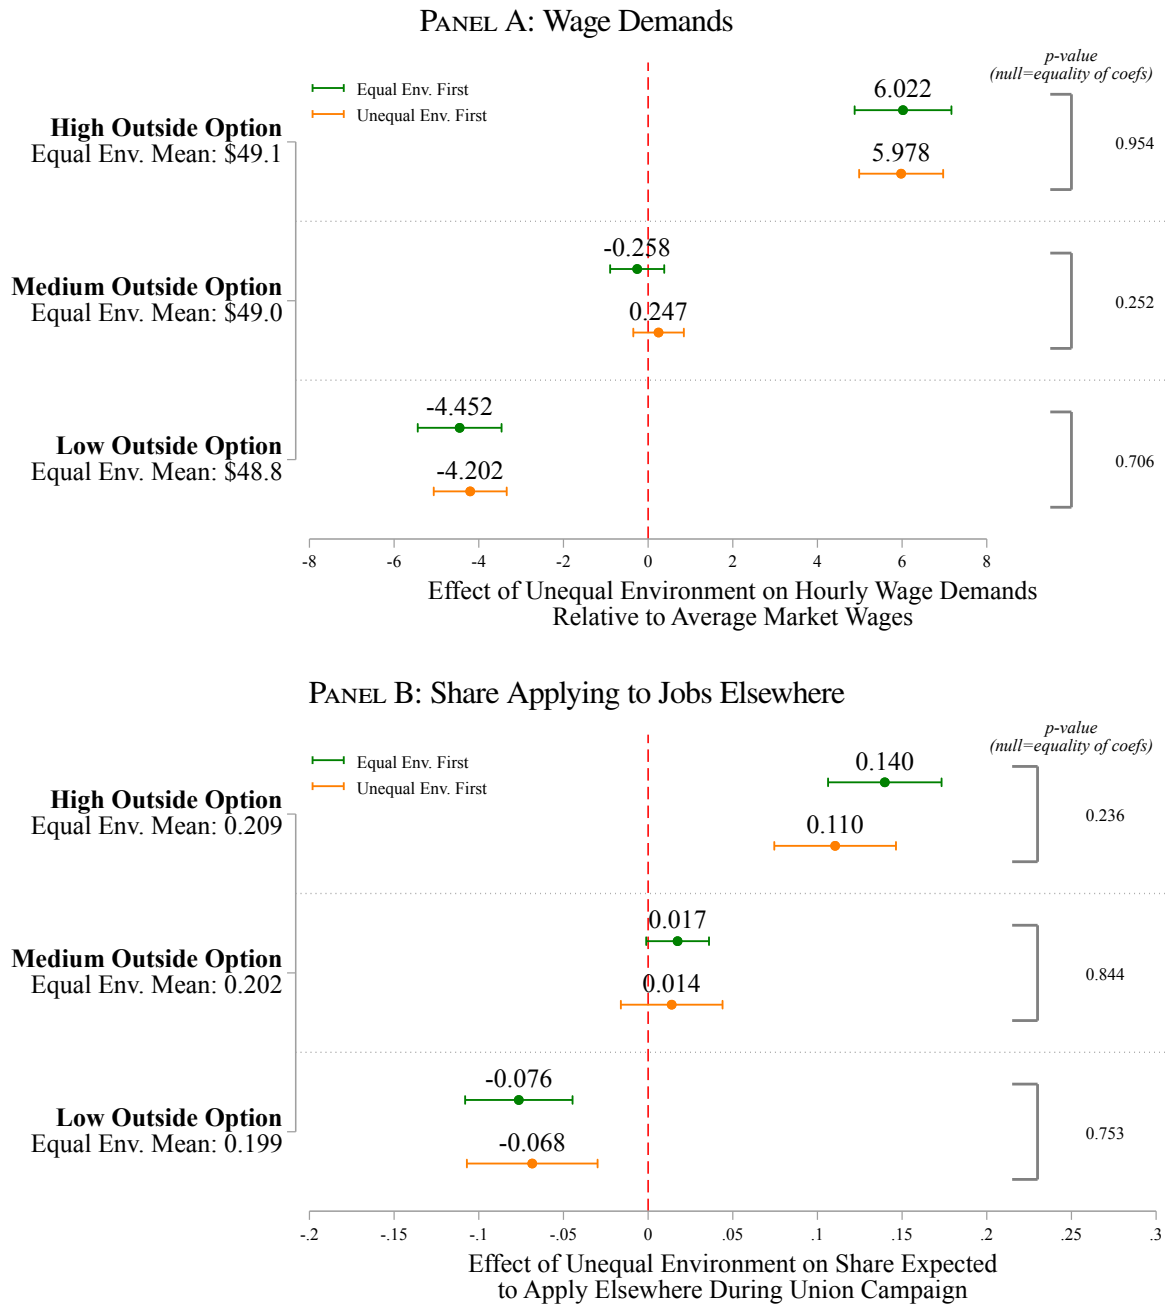 PANEL A: Wage Demands
p-value
(null=equality of coefs)
Equal Env. First
Unequal Env. First
6.022
High Outside Option
Equal Env. Mean: $49.1
0.954
5.978
-0.258
Medium Outside Option
Equal Env. Mean: $49.0
0.252
0.247
-4.452
Low Outside Option
Equal Env. Mean: $48.8
0.706
-4.202
-8 -6 -4 -2 0 2 4 6 8
Effect of Unequal Environment on Hourly Wage Demands
Relative to Average Market Wages
PANEL B: Share Applying to Jobs Elsewhere
p-value
(null=equality of coefs)
Equal Env. First
Unequal Env. First
0.140
High Outside Option
Equal Env. Mean: 0.209
0.236
0.110
0.017
Medium Outside Option
Equal Env. Mean: 0.202
0.844
0.014
-0.076
Low Outside Option
Equal Env. Mean: 0.199
0.753
-0.068
-.2 -.15 -.1 -.05 0 .05 .1 .15 .2 .25 .3
Effect of Unequal Environment on Share Expected
to Apply Elsewhere During Union Campaign